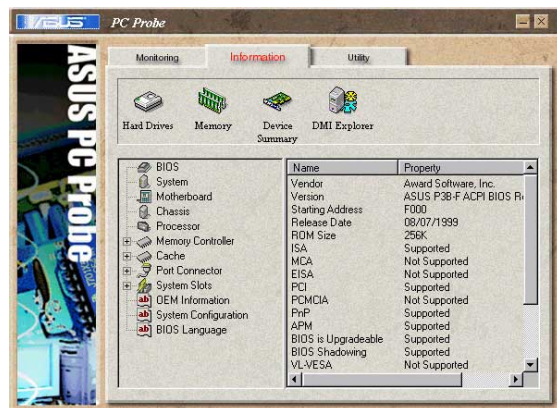 ASUS PC Probe
ASUS PC Probe
Monitoring
Information
Utility
Hard Drives
Memory
Device
Summary
DMI Explorer
BIOS
System
Motherboard
Chassis
Processor
Memory Controller
Cache
Port Connector
System Slots
OEM Information
System Configuration
BIOS Language
Name Property
Vendor Award Software, Inc.
Version ASUS P3B-F ACPI BIOS R
Starting Address F000
Release Date 08/07/1999
ROM Size 256K
ISA Supported
MCA Not Supported
EISA Not Supported
PCI Supported
PCMCIA Not Supported
PnP Supported
APM Supported
BIOS is Upgradeable Supported
BIOS Shadowing Supported
VL-VESA Not Supported